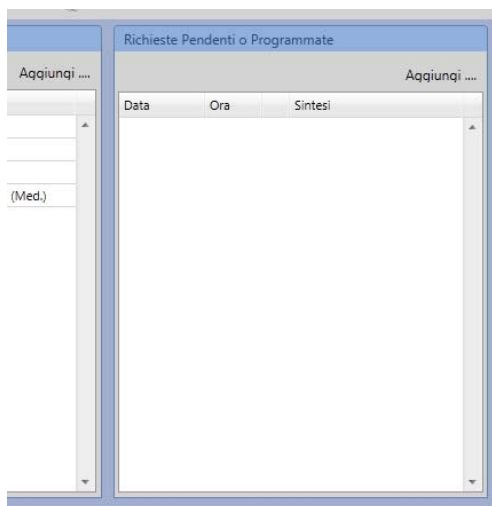 Richieste Pendenti o Programmate
Aggiungi ....
Aggiungi ....
Data Ora Sintesi
(Med.)